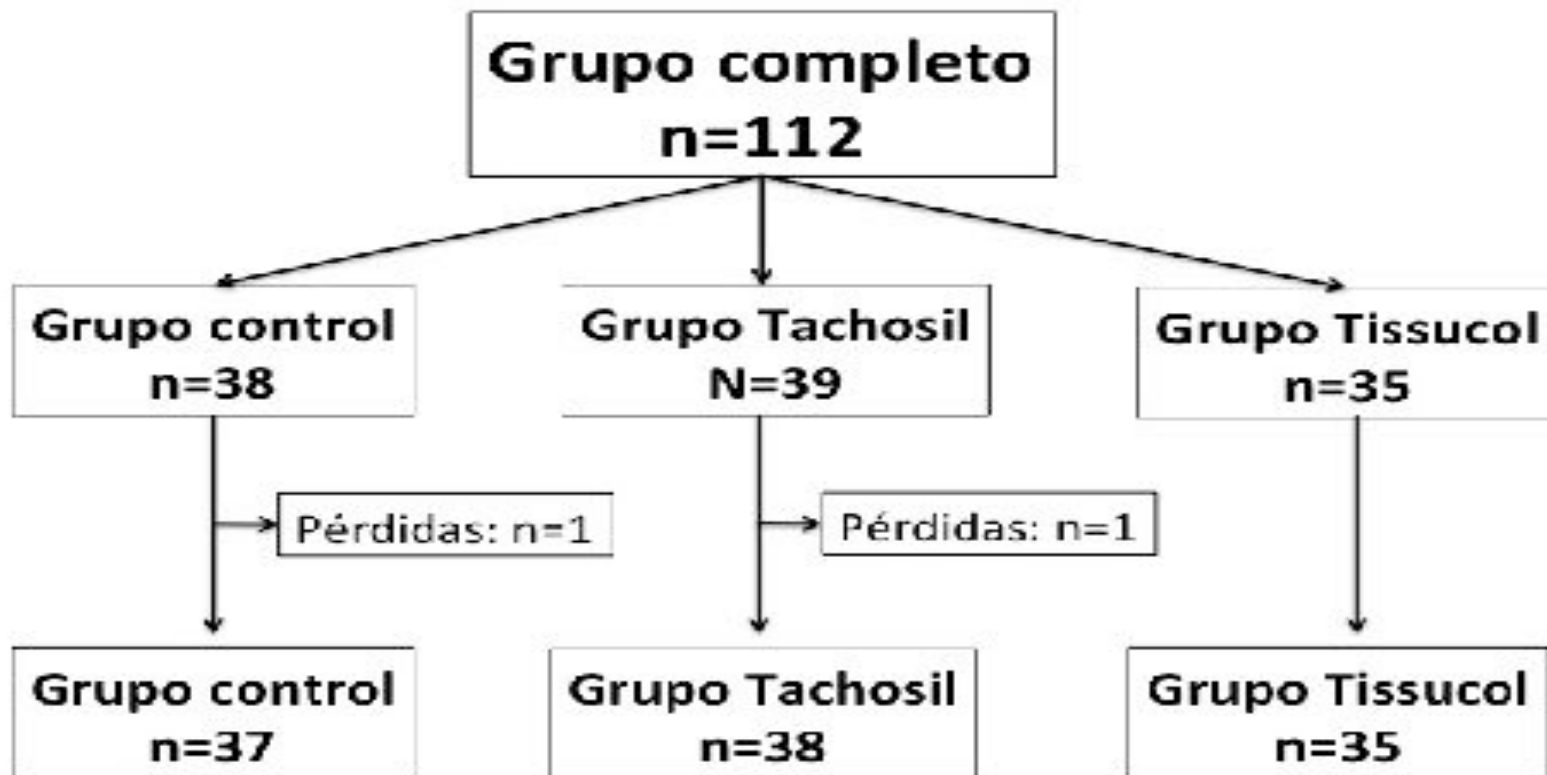 Grupo completo
n=112
Grupo control
n=38
Grupo Tachosil
N=39
Grupo Tissucol
n=35
Pérdidas: n=1
Pérdidas: n=1
Grupo control
n=37
Grupo Tachosil
n=38
Grupo Tissucol
n=35